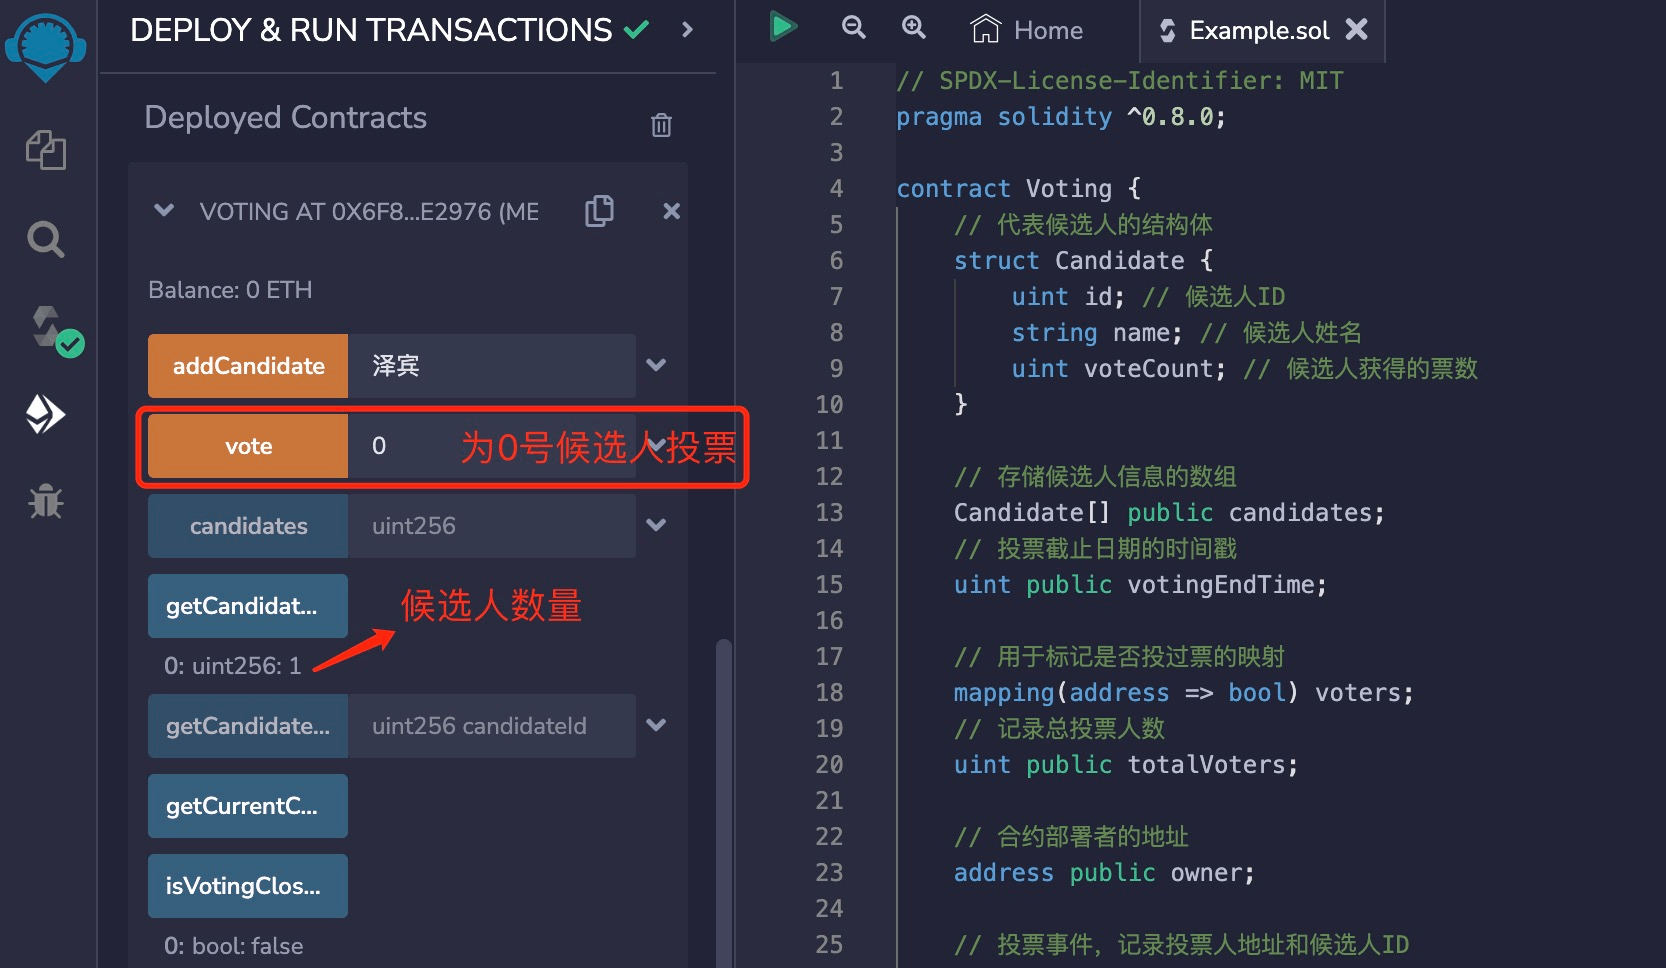 DEPLOY & RUN TRANSACTIONS
Deployed Contracts
VOTING AT 0X6F8...E2976 (ME
Balance: 0 ETH
addCandidate 泽宾
vote 0 为0号候选人投票
candidates uint256
getCandidat... 候选人数量
0: uint256: 1
getCandidate... uint256 candidateId
getCurrentC...
isVotingClos...
0: bool: false
Home Example.sol
1 // SPDX-License-Identifier: MIT
2 pragma solidity ^0.8.0;
3
4 contract Voting {
5 // 代表候选人的结构体
6 struct Candidate {
7 uint id; // 候选人ID
8 string name; // 候选人姓名
9 uint voteCount; // 候选人获得的票数
10 }
11
12 // 存储候选人信息的数组
13 Candidate[] public candidates;
14 // 投票截止日期的时间戳
15 uint public votingEndTime;
16
17 // 用于标记是否投过票的映射
18 mapping(address => bool) voters;
19 // 记录总投票人数
20 uint public totalVoters;
21
22 // 合约部署者的地址
23 address public owner;
24
25 // 投票事件，记录投票人地址和候选人ID